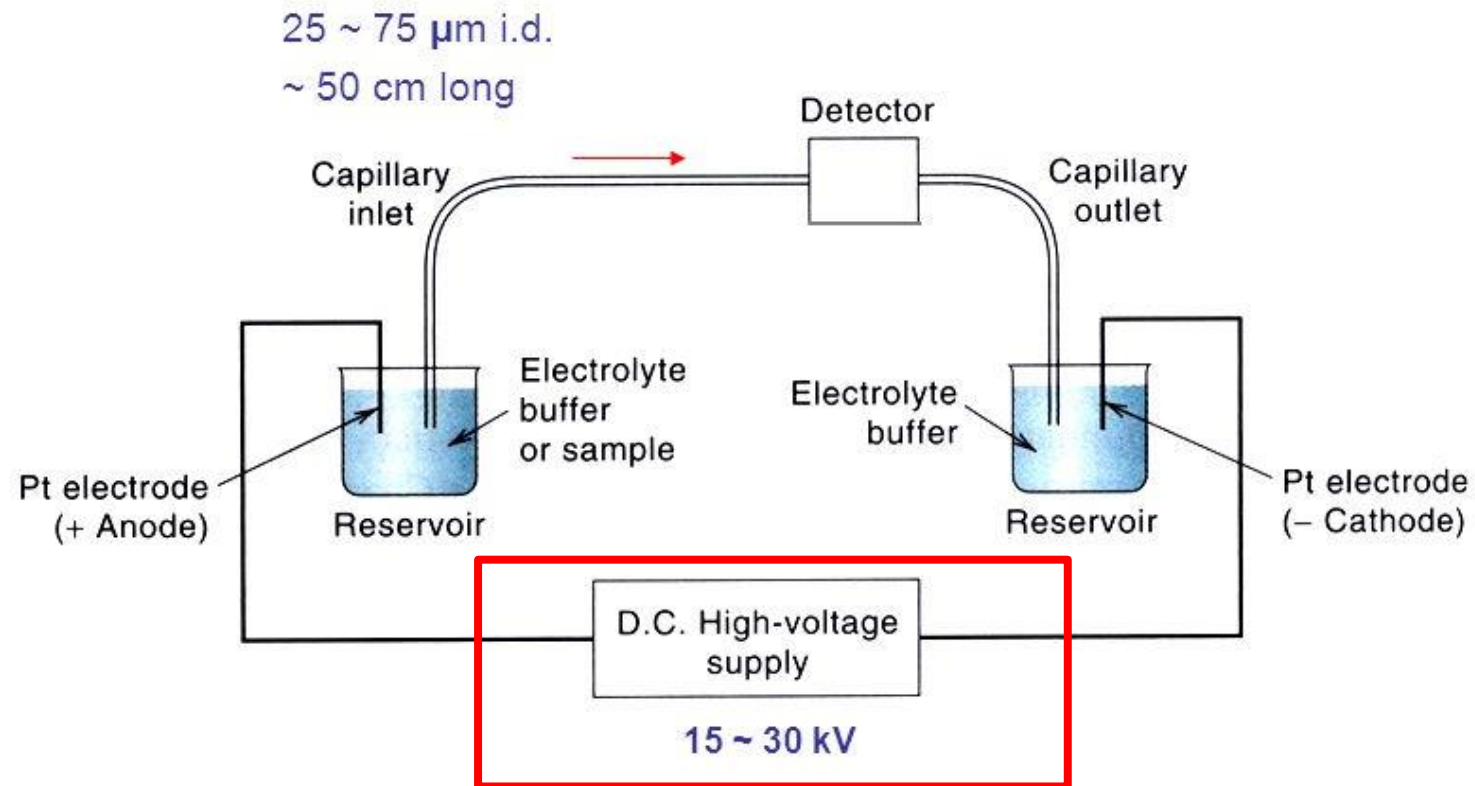 25 ~ 75 µm i.d.
~ 50 cm long
Detector
Capillary
inlet
Capillary
outlet
Electrolyte
buffer
or sample
Electrolyte
buffer
Pt electrode
(+ Anode)
Reservoir
Reservoir
Pt electrode
(− Cathode)
D.C. High-voltage
supply
15 ~ 30 kV